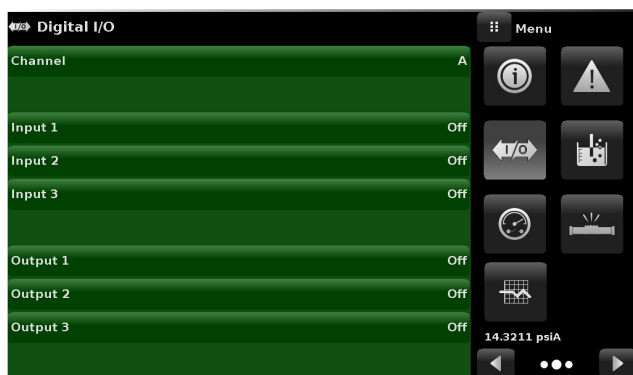 I/O Digital I/O
Channel A
Input 1 Off
Input 2 Off
Input 3 Off
Output 1 Off
Output 2 Off
Output 3 Off
Menu
I/O
14.3211 psiA